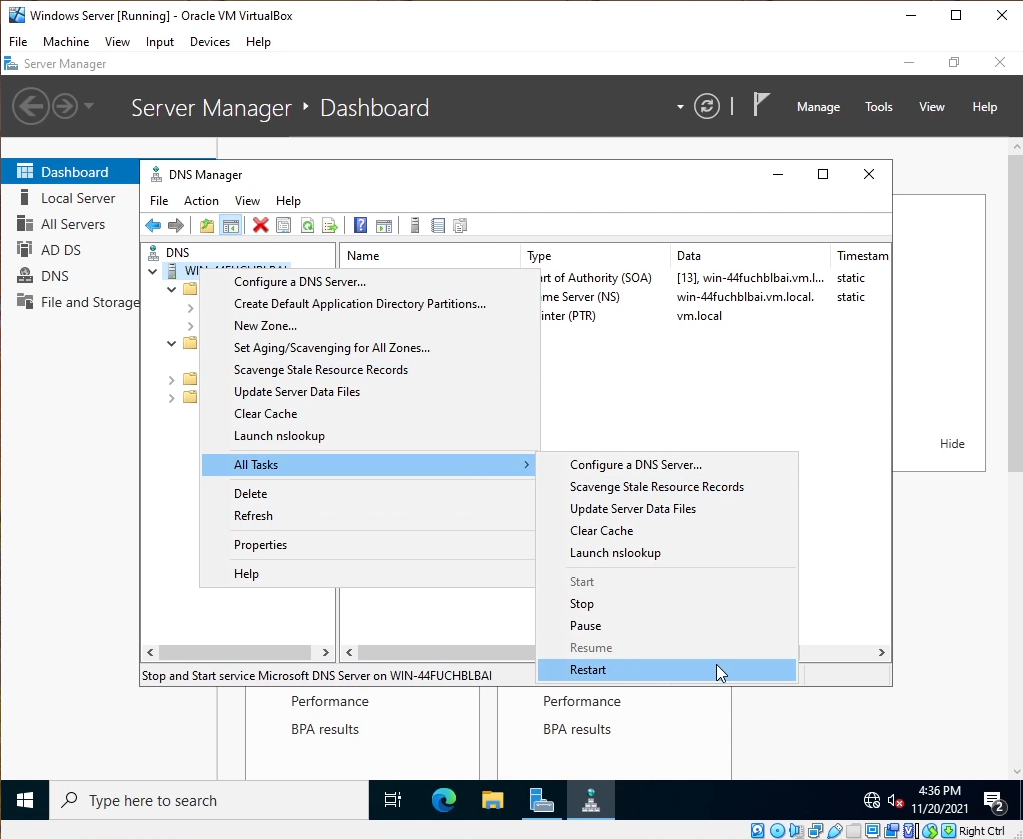 Windows Server [Running] - Oracle VM VirtualBox
File Machine View Input Devices Help
Server Manager
Server Manager Dashboard
Manage Tools View Help
Dashboard
Local Server
All Servers
AD DS
DNS
File and Storage
DNS Manager
File Action View Help
DNS
WIN-44FUCHBLBAI
Name Type Data Timestam
rt of Authority (SOA) [13], win-44fuchblbai.vm.l... static
me Server (NS) win-44fuchblbai.vm.local. static
inter (PTR) vm.local
Configure a DNS Server...
Create Default Application Directory Partitions...
New Zone...
Set Aging/Scavenging for All Zones...
Scavenge Stale Resource Records
Update Server Data Files
Clear Cache
Launch nslookup
All Tasks
Delete
Refresh
Properties
Help
Configure a DNS Server...
Scavenge Stale Resource Records
Update Server Data Files
Clear Cache
Launch nslookup
Start
Stop
Pause
Resume
Restart
Hide
Stop and Start service Microsoft DNS Server on WIN-44FUCHBLBAI
Performance
BPA results
Performance
BPA results
Type here to search
4:36 PM
11/20/2021
2
Right Ctrl